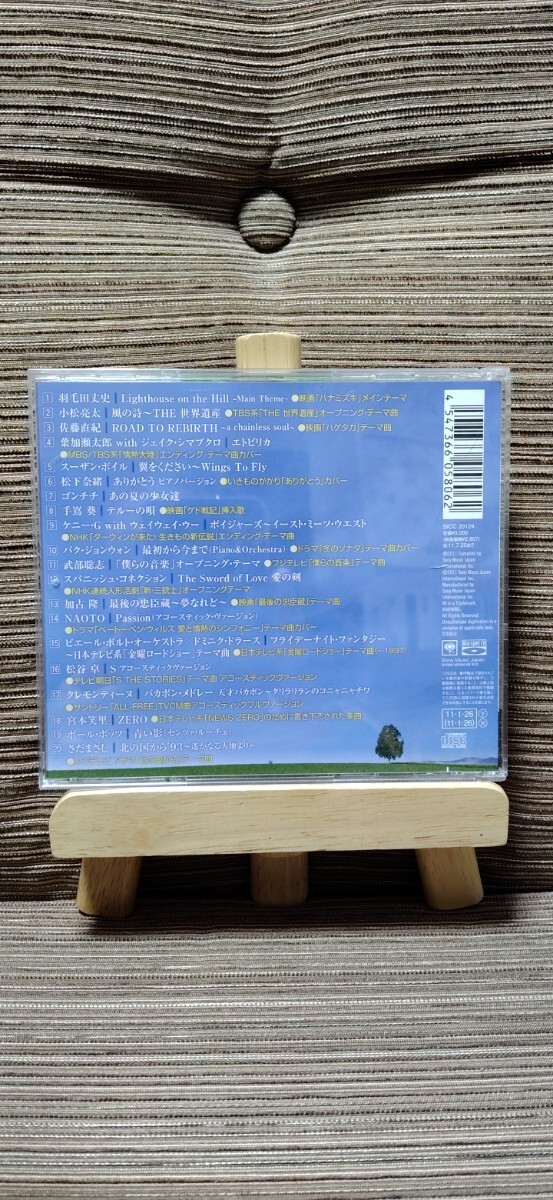 1 羽毛田丈史 | Lighthouse on the Hill -Main Theme- ●映画「ハナミズキ」メインテーマ
2 小松亮太 | 風の詩～THE 世界遺産 ●TBS系「THE 世界遺産」オープニング・テーマ曲
3 佐藤直紀 | ROAD TO REBIRTH ～a chainless soul～ ●映画「ハゲタカ」テーマ曲
4 葉加瀬太郎 with ジェイク・シマブクロ | エトピリカ
●MBS/TBS系「情熱大陸」エンディング・テーマ曲カバー
5 スーザン・ボイル | 翼をください～Wings To Fly
6 松下奈緒 | ありがとう ピアノバージョン ●いきものがかり「ありがとう」カバー
7 ゴンチチ | あの夏の少女達
8 手嶌 葵 | テルーの唄 ●映画「ゲド戦記」挿入歌
9 ケニー・G with ウェイウェイ・ウー | ボイジャーズ～イースト・ミーツ・ウエスト
●NHK「ダーウィンが来た! 生きもの新伝説」エンディング・テーマ曲
10 パク・ジョンウォン | 最初から今まで(Piano&Orchestra) ●ドラマ「冬のソナタ」テーマ曲カバー
11 武部聡志 | 「僕らの音楽」オープニング・テーマ ●フジテレビ「僕らの音楽」テーマ曲
12 スパニッシュ・コネクション | The Sword of Love 愛の剣
●NHK連続人形活劇「新・三銃士」オープニングテーマ
13 加古 隆 | 最後の忠臣蔵～夢なれど～ ●映画「最後の忠臣蔵」テーマ曲
14 NAOTO | Passion(アコースティック・ヴァージョン)
●ドラマ「ベートーベン・ウィルス 愛と情熱のシンフォニー」テーマ曲カバー
15 ピエール・ポルト・オーケストラ ドミニク・トラース | フライデーナイト・ファンタジー
～日本テレビ系「金曜ロードショー」テーマ曲 ●日本テレビ系「金曜ロードショー」テーマ曲(～1997)
16 松谷 卓 | S アコースティックヴァージョン
●テレビ朝日「S THE STORIES」テーマ曲 アコースティックヴァージョン
17 クレモンティーヌ | バカボン・メドレー 天才バカボン～タリラリランのコニャニャチワ
●サントリー「ALL-FREE」TVCM曲アコースティックフルヴァージョン
18 宮本笑里 | ZERO ●日本テレビ系「NEWS ZERO」のために書き下ろされた楽曲
19 ポール・ポッツ | 青い影(センツァ・ルーチェ)
20 さだまさし | 北の国から'93～遙かなる大地より～
4547366058062
SICC 20124
STEREO
11・1・26 Y
(11・1・26) X
COMPACT disc